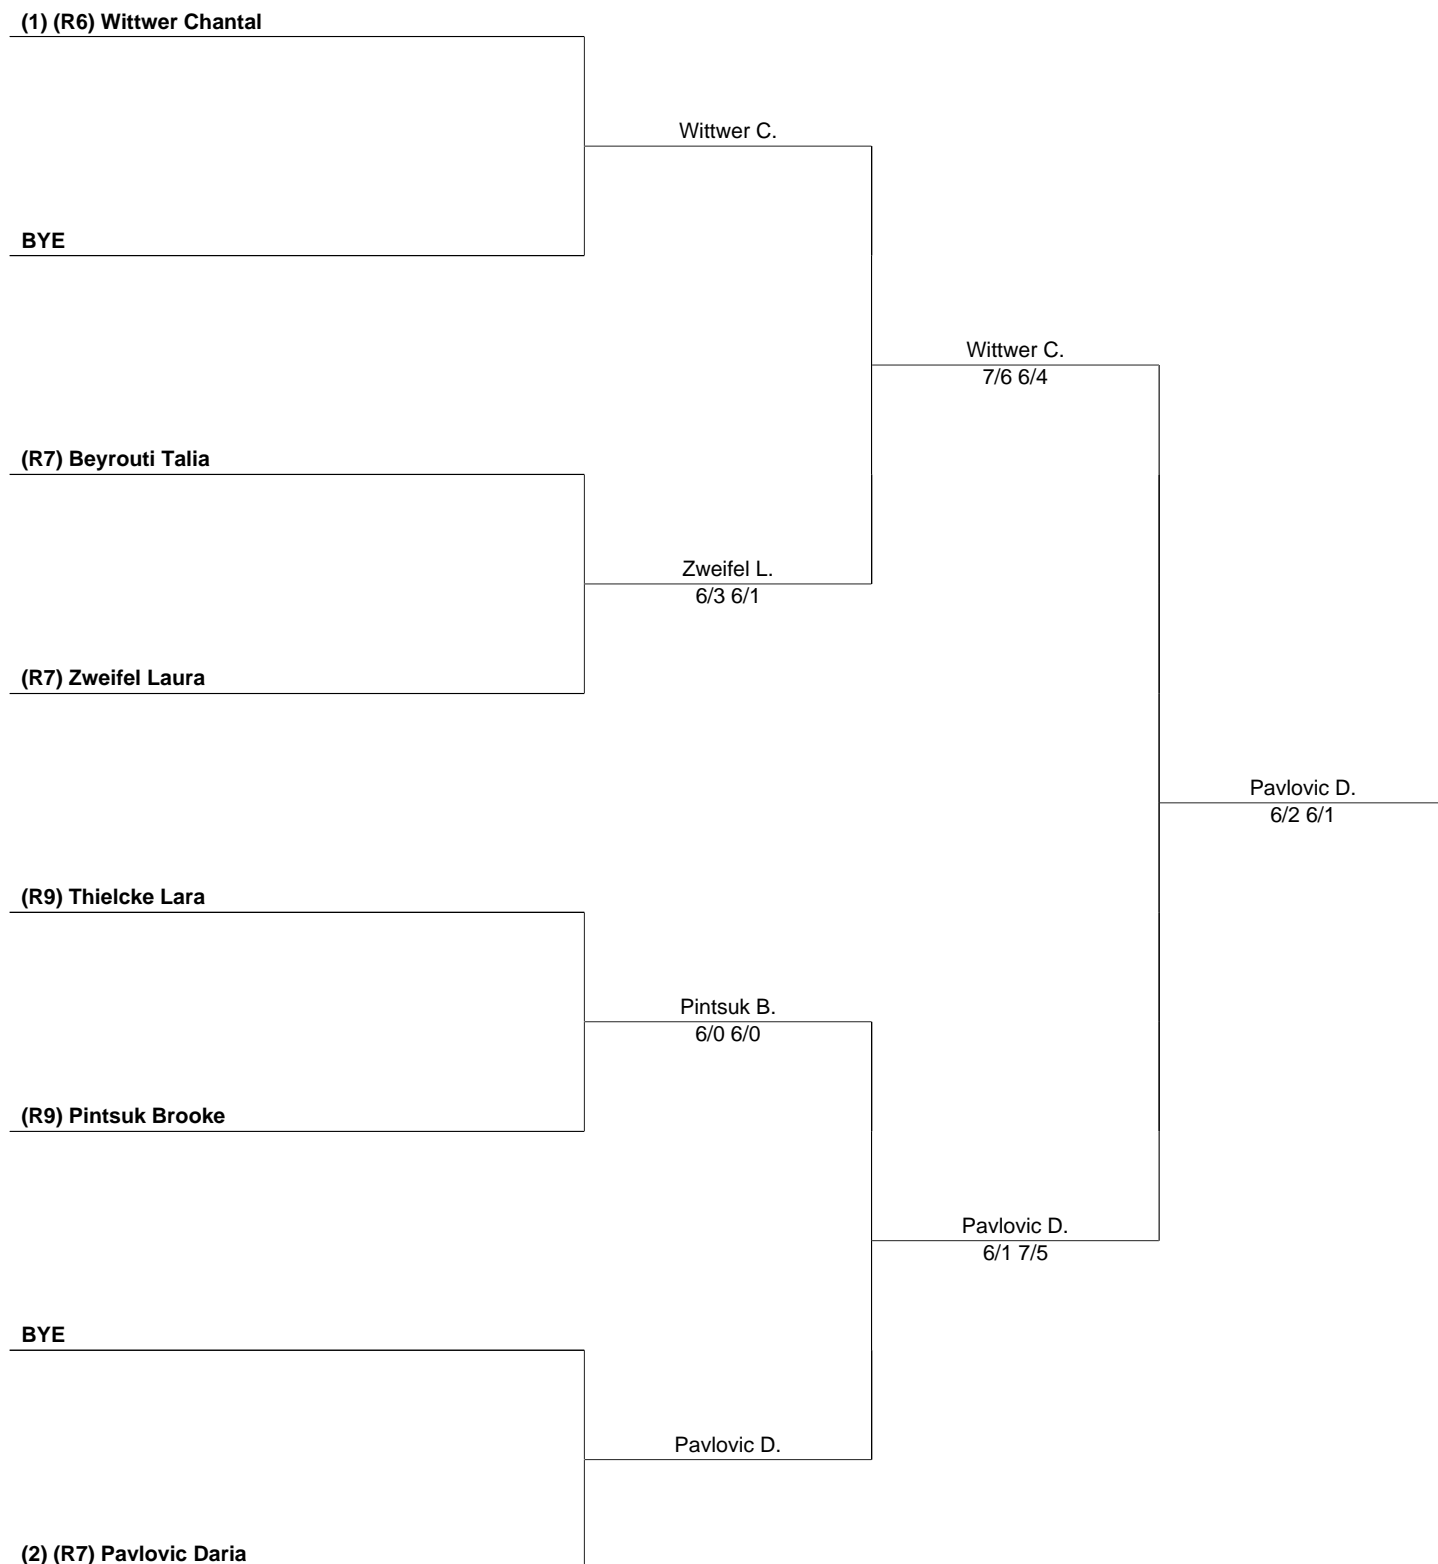 (1) (R6) Wittwer Chantal
Wittwer C.
BYE
Wittwer C.
7/6 6/4
(R7) Beyrouti Talia
Zweifel L.
6/3 6/1
(R7) Zweifel Laura
Pavlovic D.
6/2 6/1
(R9) Thielcke Lara
Pintsuk B.
6/0 6/0
(R9) Pintsuk Brooke
Pavlovic D.
6/1 7/5
BYE
Pavlovic D.
(2) (R7) Pavlovic Daria